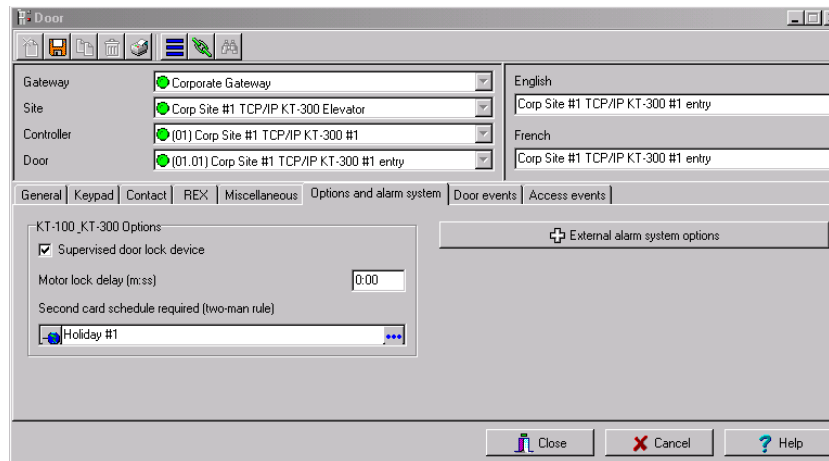 Door
Gateway
Corporate Gateway
Site
Corp Site #1 TCP/IP KT-300 Elevator
Controller
(01) Corp Site #1 TCP/IP KT-300 #1
Door
(01.01) Corp Site #1 TCP/IP KT-300 #1 entry
English
Corp Site #1 TCP/IP KT-300 #1 entry
French
Corp Site #1 TCP/IP KT-300 #1 entry
General Keypad Contact REX Miscellaneous Options and alarm system Door events Access events
KT-100_KT-300 Options
Supervised door lock device
Motor lock delay (m:ss) 0:00
Second card schedule required (two-man rule)
Holiday #1
External alarm system options
Close Cancel Help